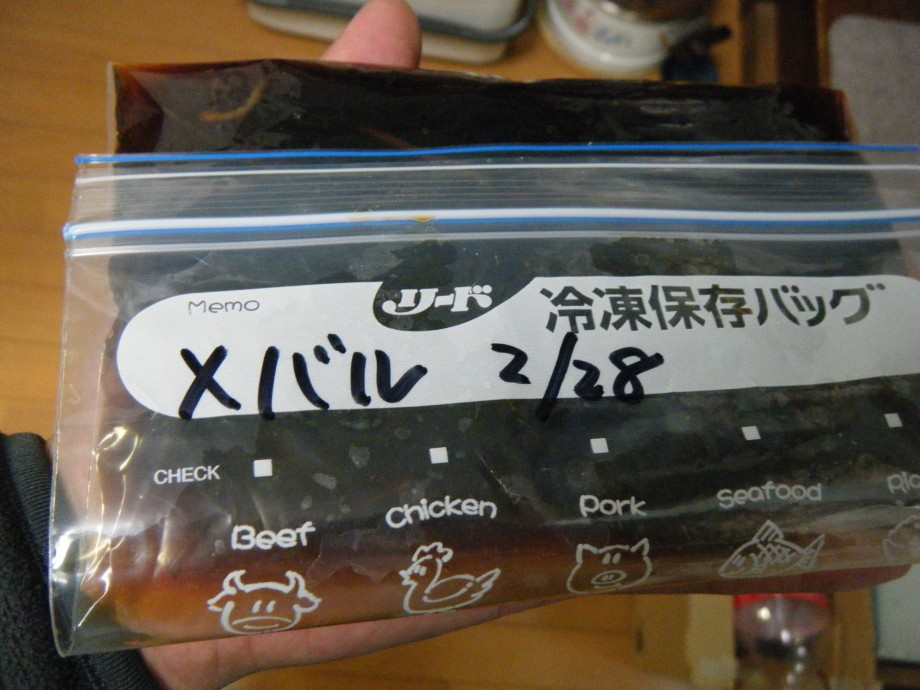 Memo
リード
冷凍保存バッグ
メバル 2/28
CHECK
Beef
Chicken
Pork
Seafood